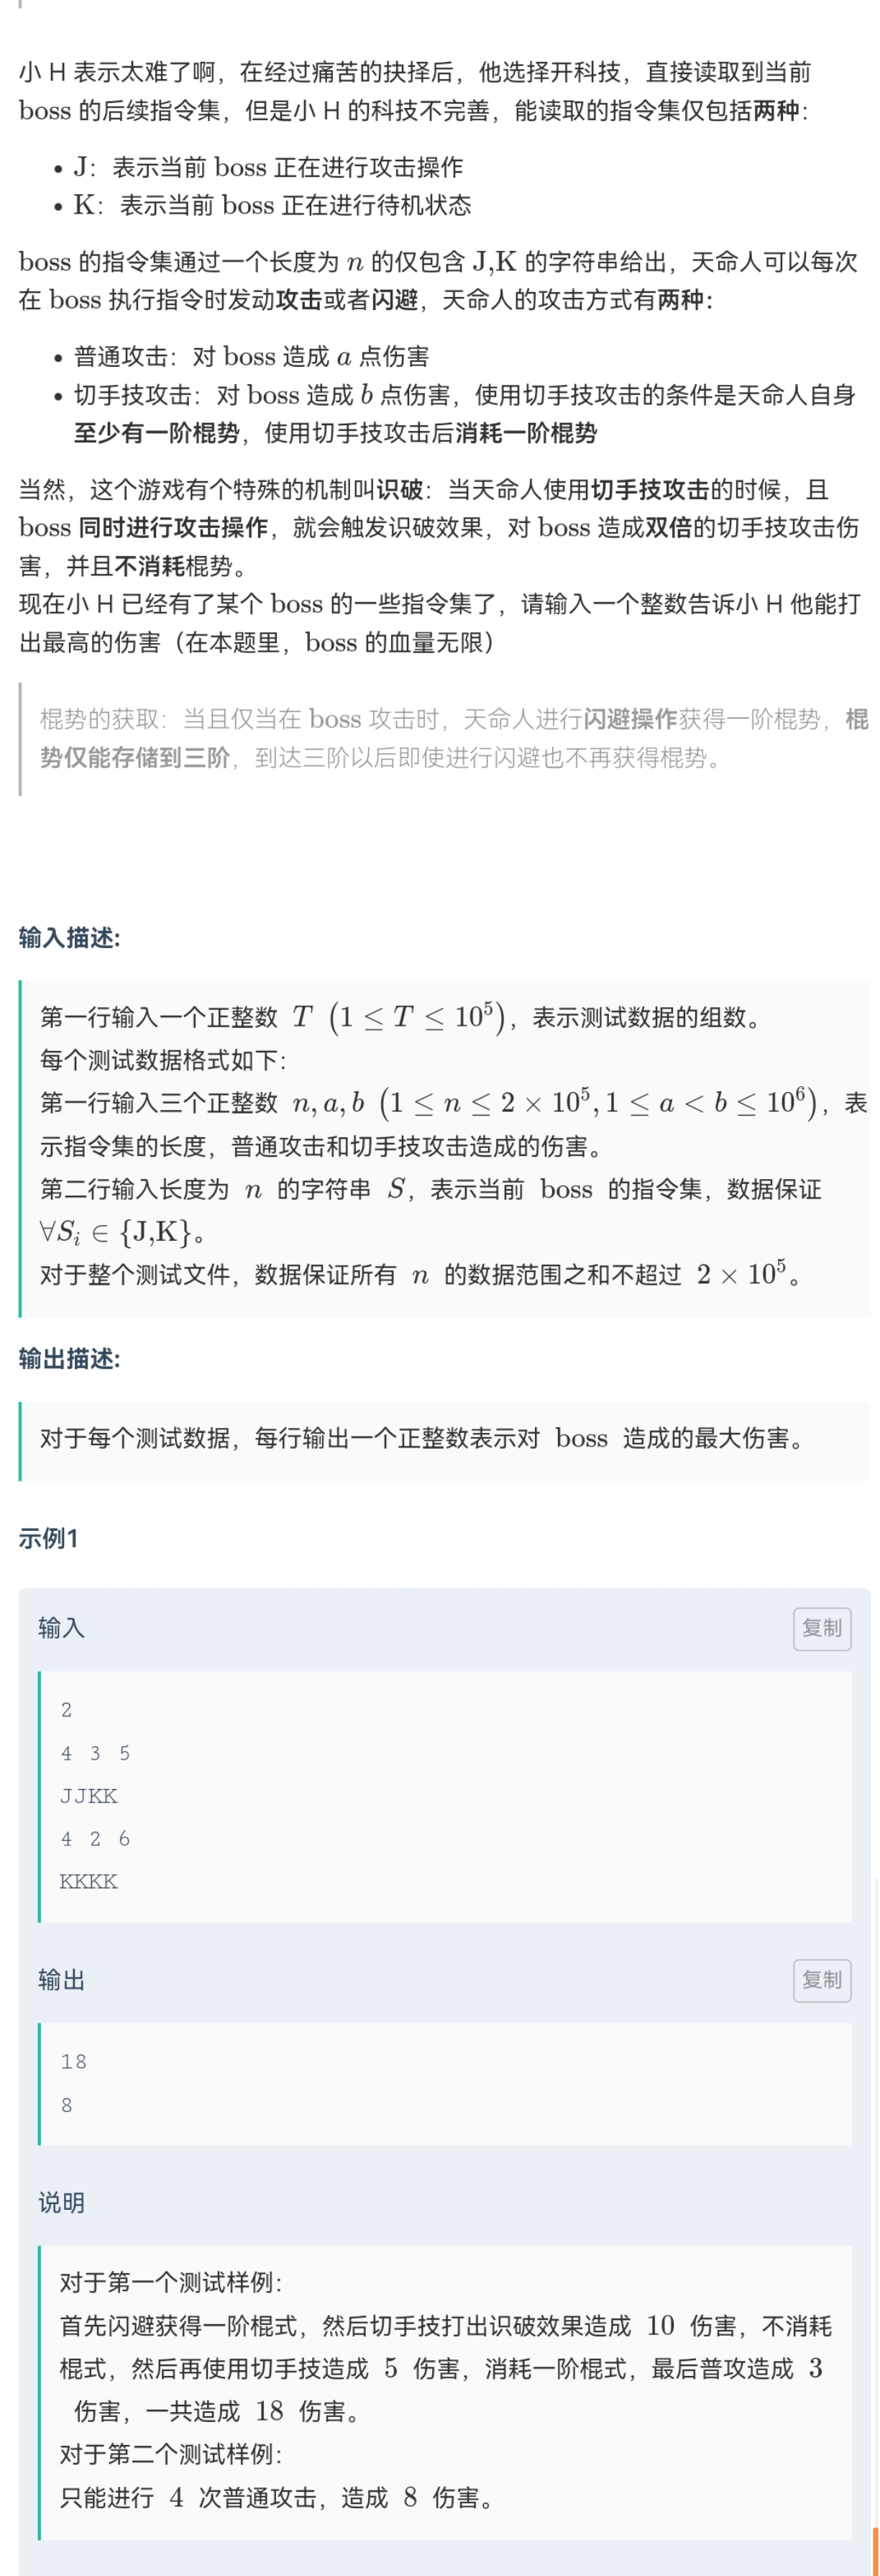 小 H 表示太难了啊，在经过痛苦的抉择后，他选择开科技，直接读取到当前
boss 的后续指令集，但是小 H 的科技不完善，能读取的指令集仅包括两种：
• J：表示当前 boss 正在进行攻击操作
• K：表示当前 boss 正在进行待机状态
boss 的指令集通过一个长度为 n 的仅包含 J,K 的字符串给出，天命人可以每次
在 boss 执行指令时发动攻击或者闪避，天命人的攻击方式有两种：
• 普通攻击：对 boss 造成 a 点伤害
• 切手技攻击：对 boss 造成 b 点伤害，使用切手技攻击的条件是天命人自身
至少有一阶棍势，使用切手技攻击后消耗一阶棍势
当然，这个游戏有个特殊的机制叫识破：当天命人使用切手技攻击的时候，且
boss 同时进行攻击操作，就会触发识破效果，对 boss 造成双倍的切手技攻击伤
害，并且不消耗棍势。
现在小 H 已经有了某个 boss 的一些指令集了，请输入一个整数告诉小 H 他能打
出最高的伤害（在本题里，boss 的血量无限）
棍势的获取：当且仅当在 boss 攻击时，天命人进行闪避操作获得一阶棍势，棍
势仅能存储到三阶，到达三阶以后即使进行闪避也不再获得棍势。
输入描述:
第一行输入一个正整数 T (1 ≤ T ≤ 10⁵)，表示测试数据的组数。
每个测试数据格式如下：
第一行输入三个正整数 n, a, b (1 ≤ n ≤ 2 × 10⁵, 1 ≤ a < b ≤ 10⁶)，表
示指令集的长度，普通攻击和切手技攻击造成的伤害。
第二行输入长度为 n 的字符串 S，表示当前 boss 的指令集，数据保证
∀Sᵢ ∈ {J,K}。
对于整个测试文件，数据保证所有 n 的数据范围之和不超过 2 × 10⁵。
输出描述:
对于每个测试数据，每行输出一个正整数表示对 boss 造成的最大伤害。
示例1
输入
复制
2
4 3 5
JJKK
4 2 6
KKKK
输出
复制
18
8
说明
对于第一个测试样例：
首先闪避获得一阶棍式，然后切手技打出识破效果造成 10 伤害，不消耗
棍式，然后再使用切手技造成 5 伤害，消耗一阶棍式，最后普攻造成 3
伤害，一共造成 18 伤害。
对于第二个测试样例：
只能进行 4 次普通攻击，造成 8 伤害。